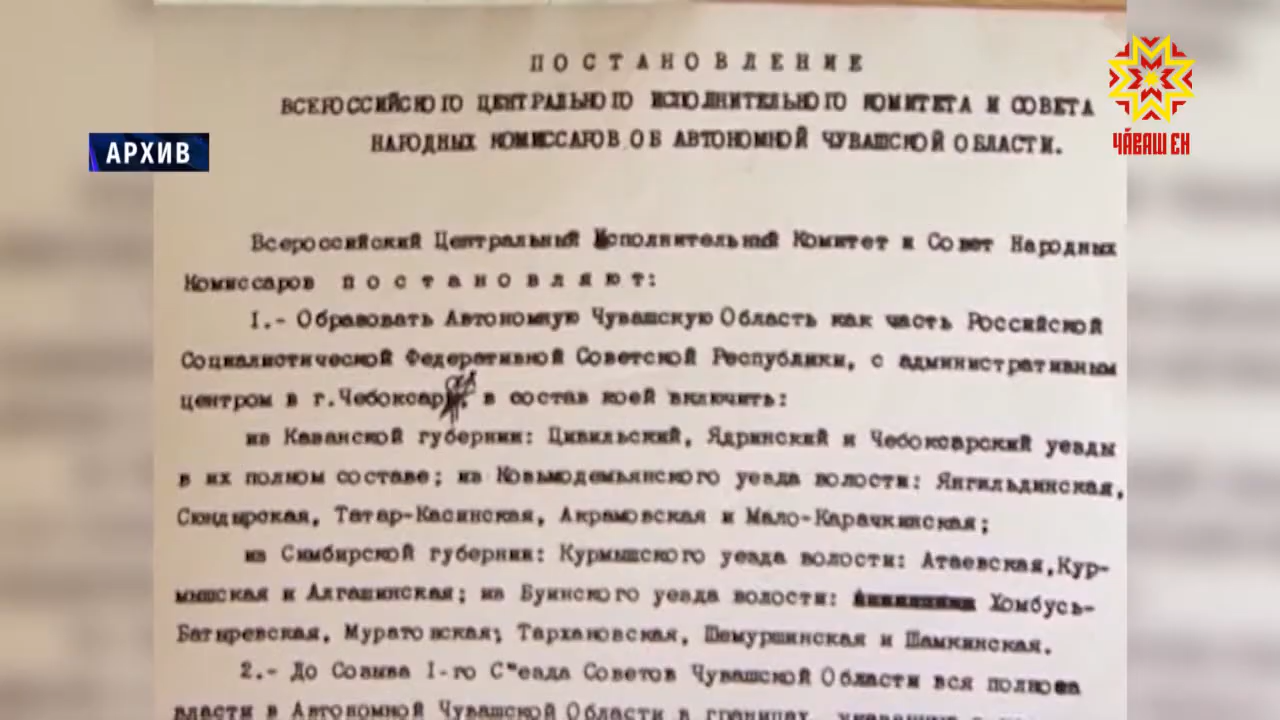 АРХИВ
ЧӐВАШ ЕН
ПОСТАНОВЛЕНИЕ
ВСЕРОССИЙСКОГО ЦЕНТРАЛЬНОГО ИСПОЛНИТЕЛЬНОГО КОМИТЕТА И СОВЕТА
НАРОДНЫХ КОМИССАРОВ ОБ АВТОНОМНОЙ ЧУВАШСКОЙ ОБЛАСТИ.
Всероссийский Центральный Исполнительный Комитет и Совет Народных
Комиссаров постановляют:
I.- Образовать Автономную Чувашскую Область как часть Российской
Социалистической Федеративной Советской Республики, с административным
центром в г.Чебоксар в состав коей включить:
из Казанской губернии: Цивильский, Ядринский и Чебоксарский уезды
в их полном составе; из Козьмодемьянского уезда волости: Янгильдинская,
Сюндырская, Татар-Касинская, Акрамовская и Мало-Карачкинская;
из Симбирской губернии: Курмышского уезда волости: Атаевская,Кур-
мышская и Алгашинская; из Буинского уезда волости: Хомбусь-
Батыревская, Муратовская; Тархановская, Шемуршинская и Шамкинская.
2.- До Созыва I-го С"езда Советов Чувашской Области вся полнова
власти в Автономной Чувашской Области в границах,